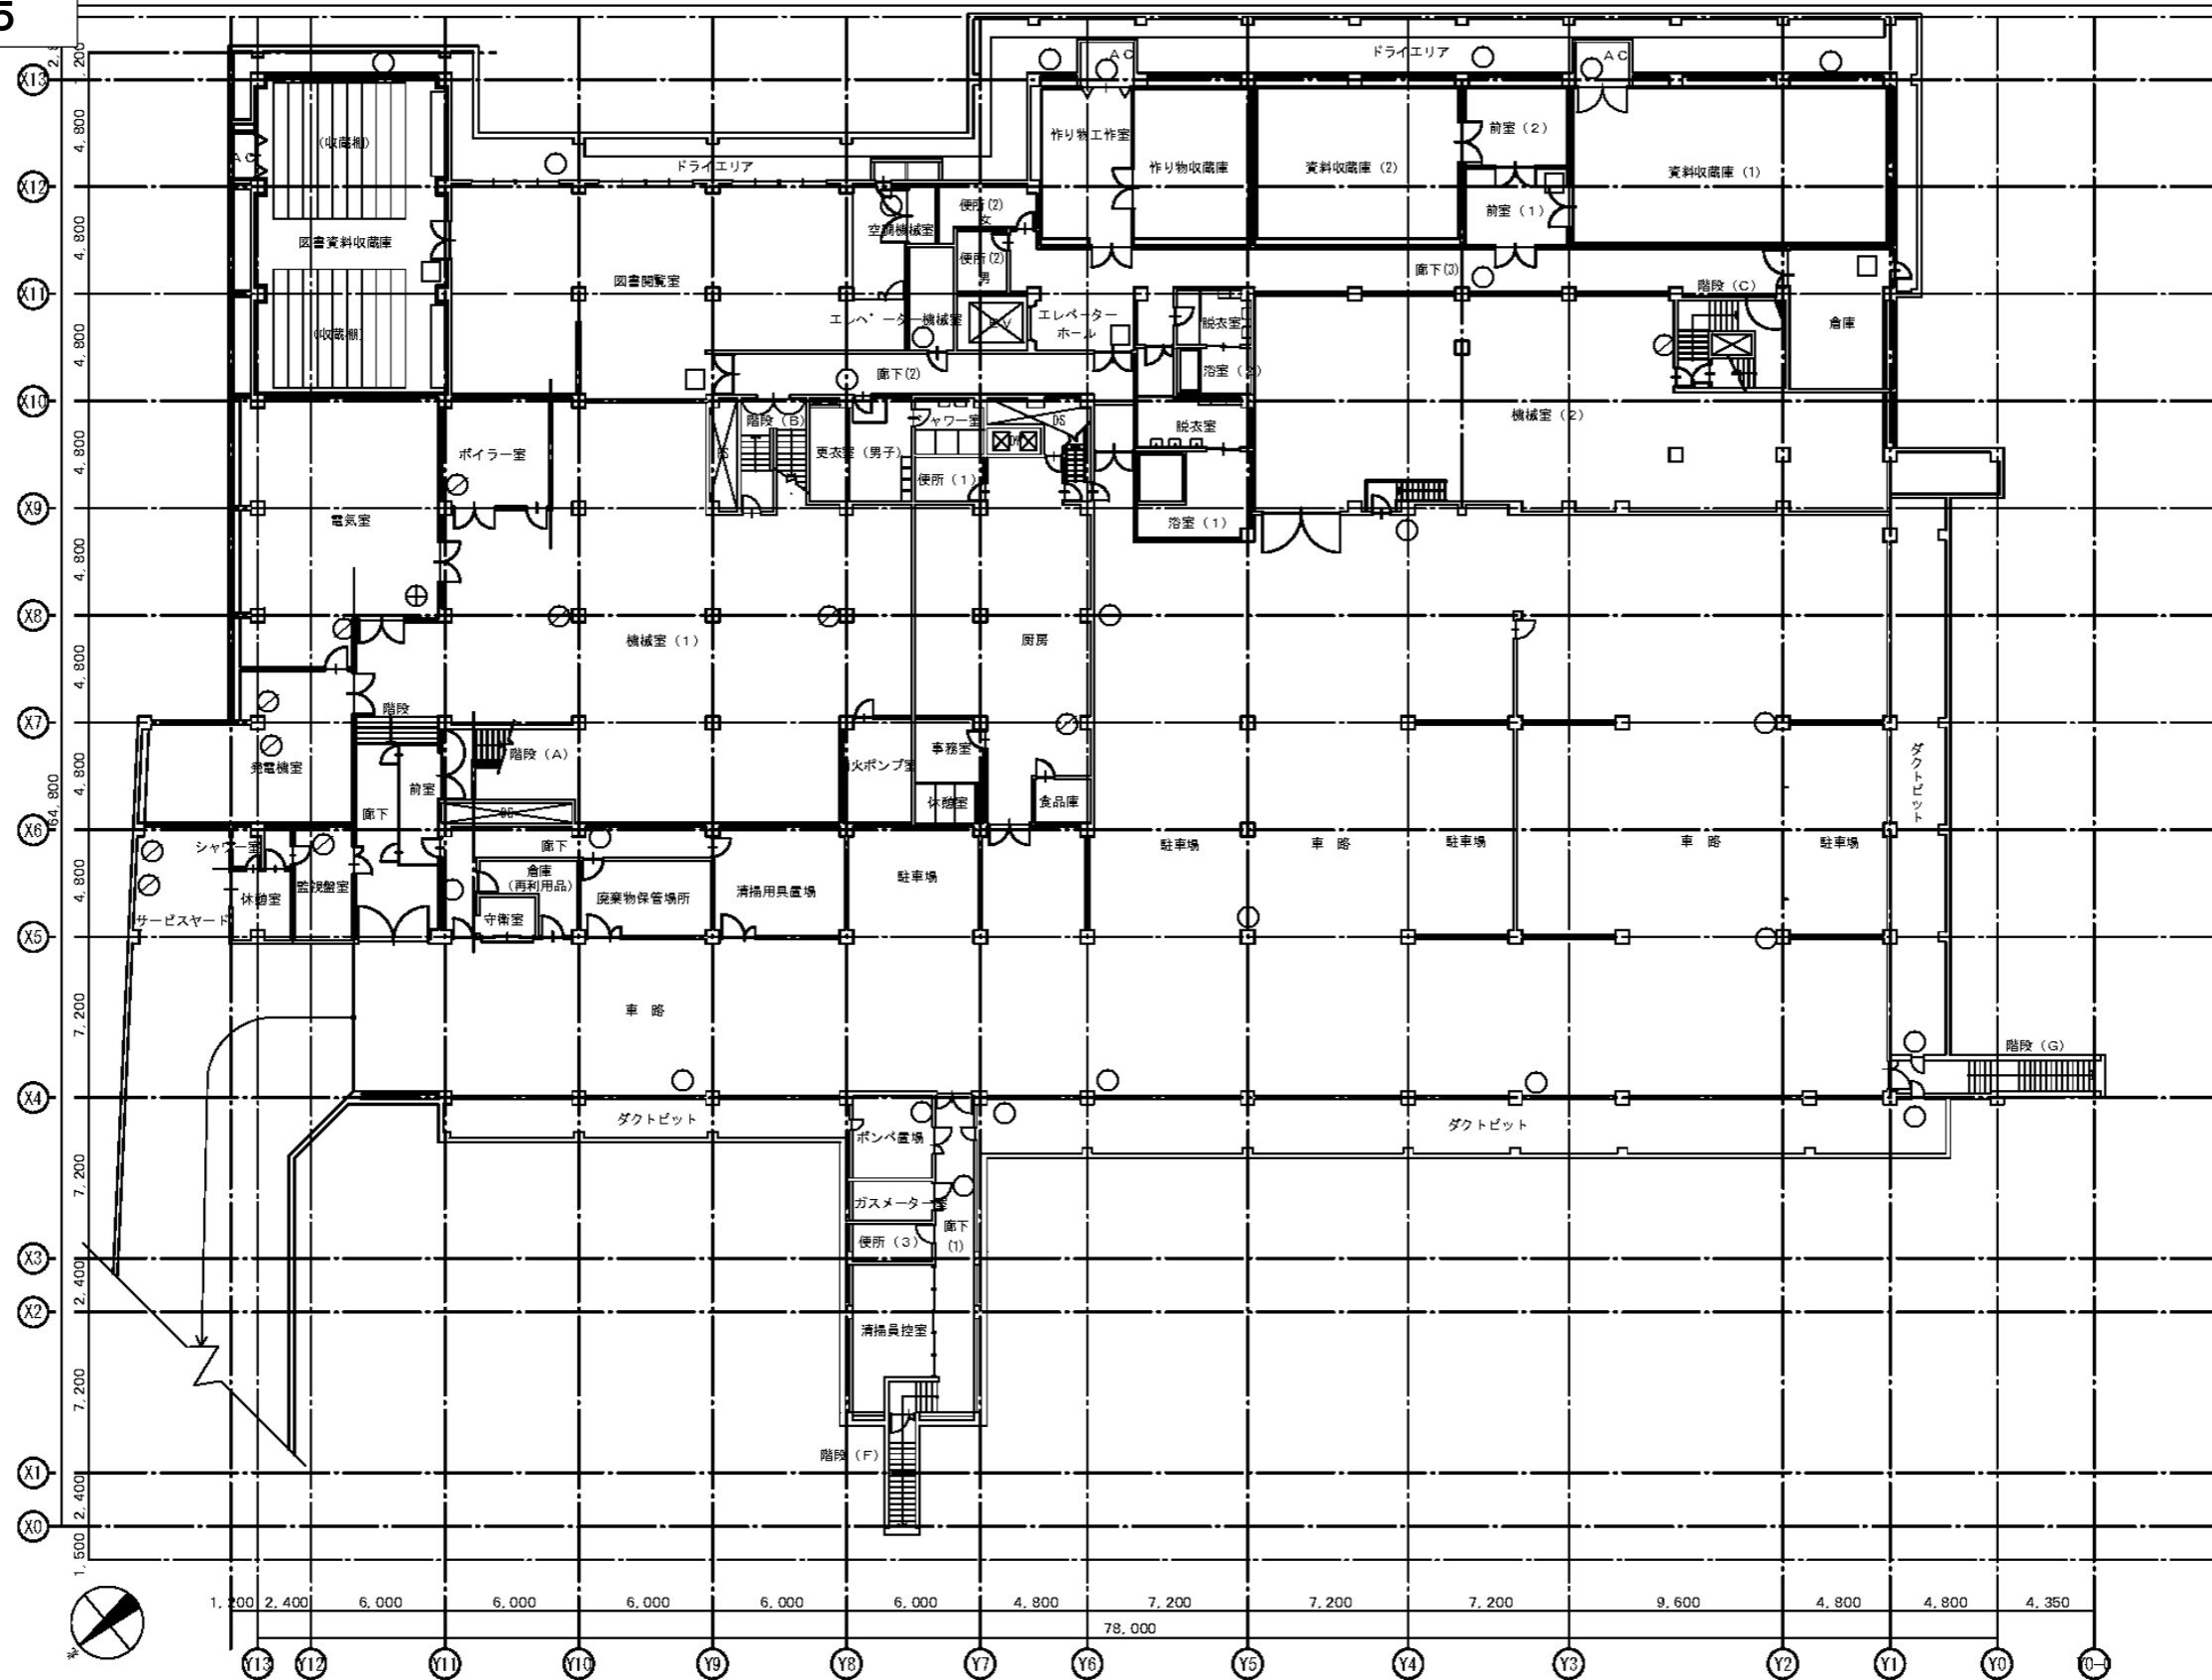 5
ドライエリア
AC
AC
X13
(収蔵棚)
作り物工作室
前室(2)
AC
ドライエリア
作り物収蔵庫
資料収蔵庫(2)
資料収蔵庫(1)
X12
便所(2)
女
前室(1)
空調機械室
図書資料収蔵庫
便所(2)
男
廊下(3)
図書閲覧室
階段(C)
X11
エレベーター機械室
エレベーター
ホール
脱衣室
倉庫
(収蔵棚)
廊下(2)
浴室(2)
X10
階段(B)
シャワー室
DS
機械室(2)
脱衣室
ボイラー室
更衣室(男子)
便所(1)
X9
電気室
浴室(1)
X8
機械室(1)
厨房
X7
階段
階段(A)
事務室
発電機室
火ポンプ室
ダクトピット
前室
休憩室
食品庫
廊下
DS
X6
シャワー室
廊下
駐車場
車 路
駐車場
車 路
駐車場
倉庫
(再利用品)
駐車場
監視盤室
休憩室
廃棄物保管場所
清掃用具置場
サービスヤード
守衛室
X5
車 路
階段(G)
X4
ダクトピット
ボンベ置場
ダクトピット
ガスメーター室
廊下
(1)
便所(3)
X3
X2
清掃員控室
階段(F)
X1
X0
1,200
4,800
4,800
4,800
4,800
4,800
4,800
4,800
4,800
64,800
7,200
7,200
2,400
7,200
2,400
1,500
1,200 2,400 6,000 6,000 6,000 6,000 6,000 4,800 7,200 7,200 7,200 9,600 4,800 4,800 4,350
78,000
Y13 Y12 Y11 Y10 Y9 Y8 Y7 Y6 Y5 Y4 Y3 Y2 Y1 Y0 Y0-0